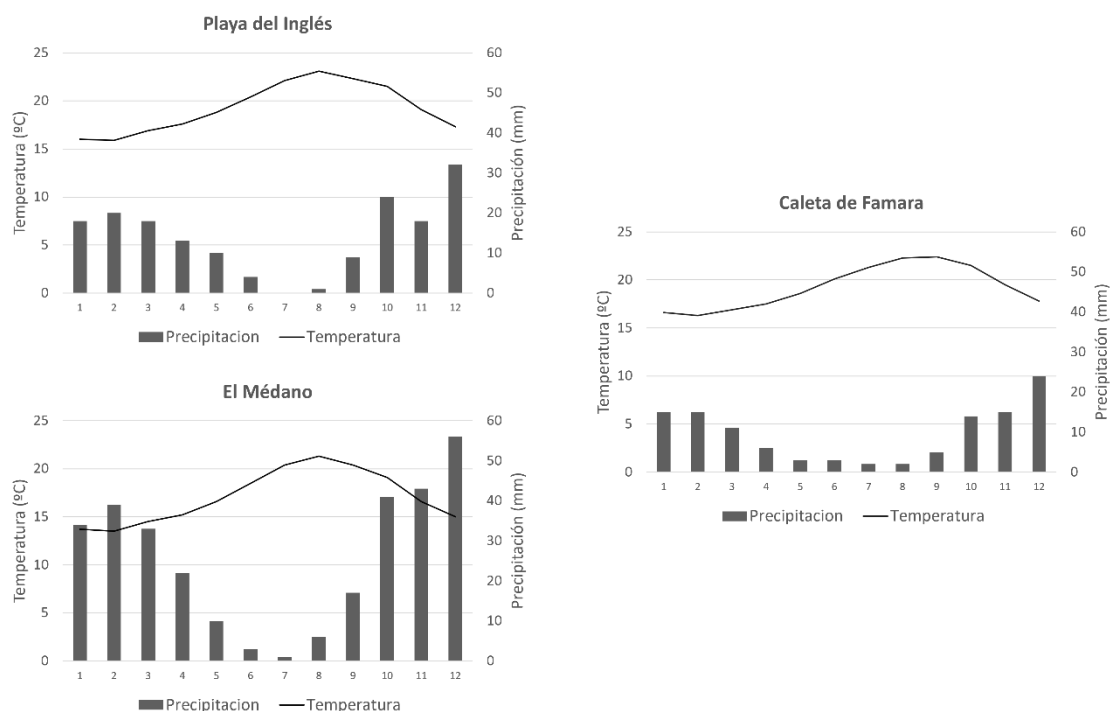 Playa del Inglés
25
20
15
10
5
0
Temperatura (ºC)
60
50
40
30
20
10
0
Precipitación (mm)
1 2 3 4 5 6 7 8 9 10 11 12
Precipitacion Temperatura
El Médano
25
20
15
10
5
0
Temperatura (ºC)
60
50
40
30
20
10
0
Precipitación (mm)
1 2 3 4 5 6 7 8 9 10 11 12
Precipitacion Temperatura
Caleta de Famara
25
20
15
10
5
0
Temperatura (ºC)
60
50
40
30
20
10
0
Precipitación (mm)
1 2 3 4 5 6 7 8 9 10 11 12
Precipitacion Temperatura